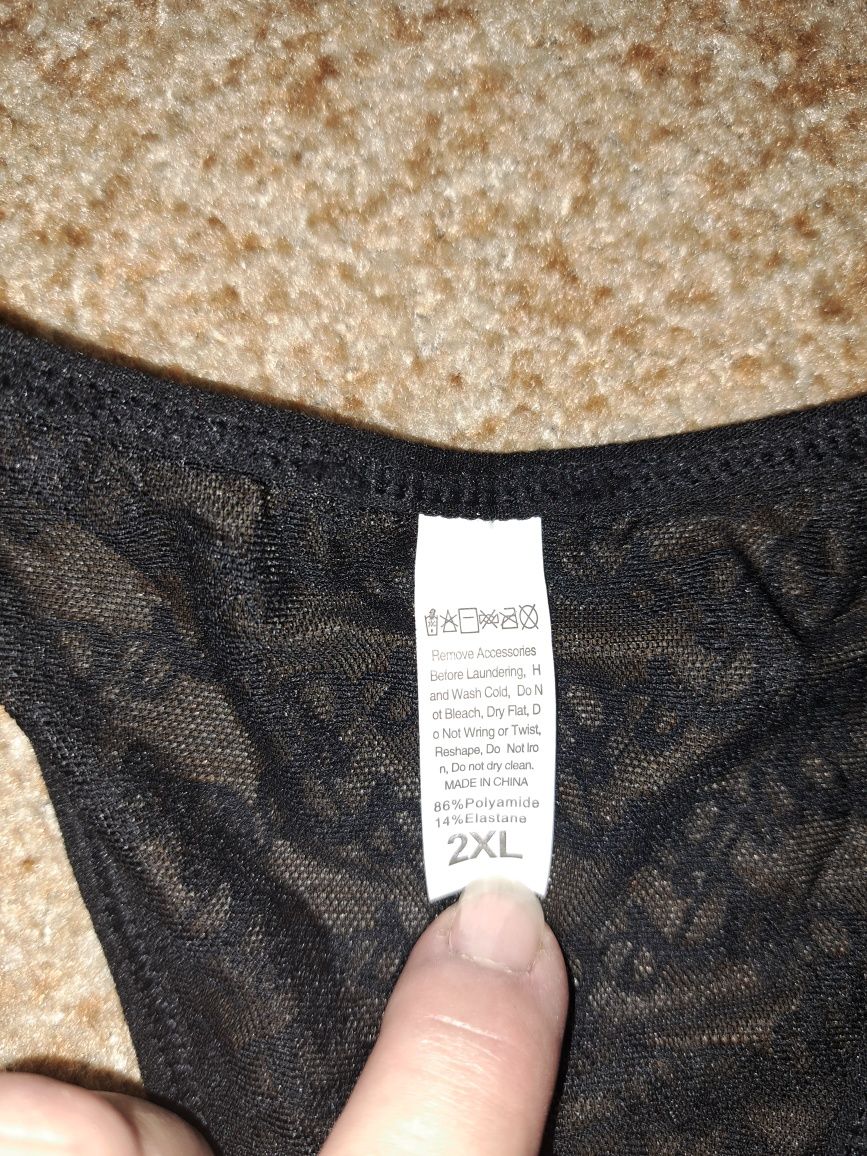 Remove Accessories
Before Laundering, H
and Wash Cold, Do N
ot Bleach, Dry Flat, D
o Not Wring or Twist,
Reshape, Do Not Iro
n, Do not dry clean.
MADE IN CHINA
86%Polyamide
14%Elastane
2XL